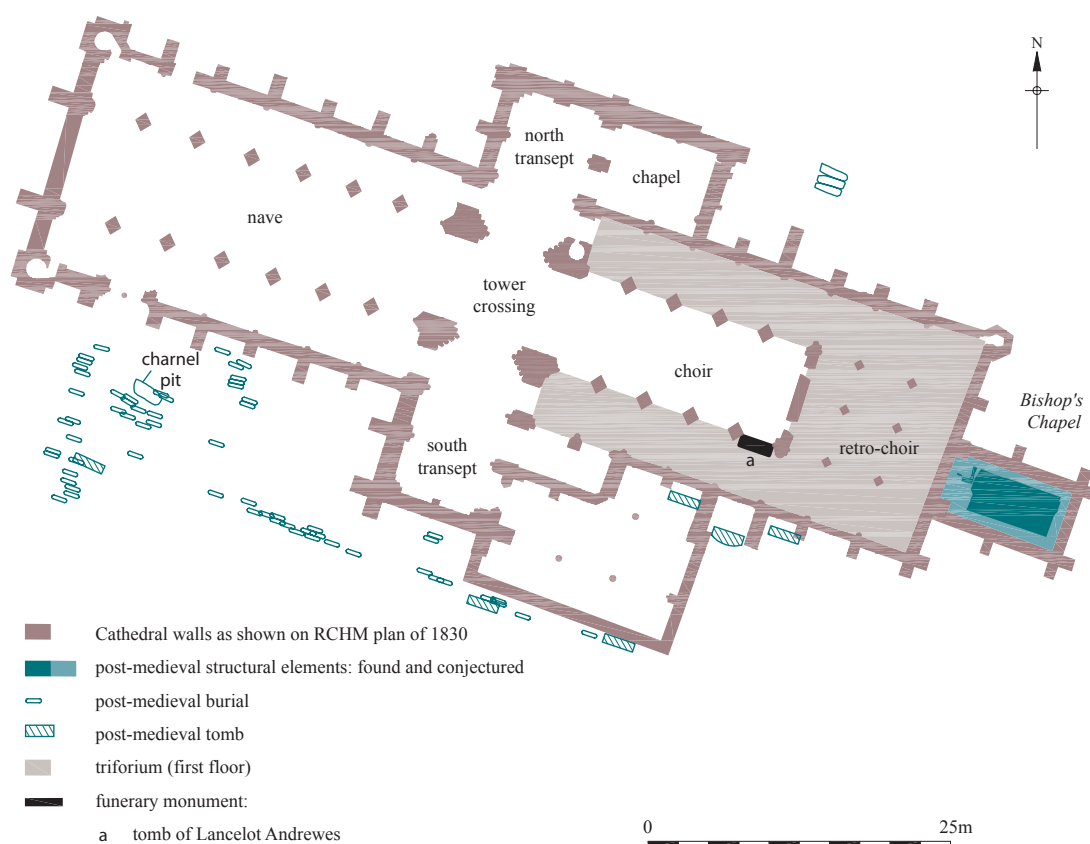 N
north
transept
chapel
nave
tower
crossing
charnel
pit
choir
Bishop's
Chapel
south
transept
retro-choir
a
Cathedral walls as shown on RCHM plan of 1830
post-medieval structural elements: found and conjectured
post-medieval burial
post-medieval tomb
triforium (first floor)
funerary monument:
a tomb of Lancelot Andrewes
0 25m